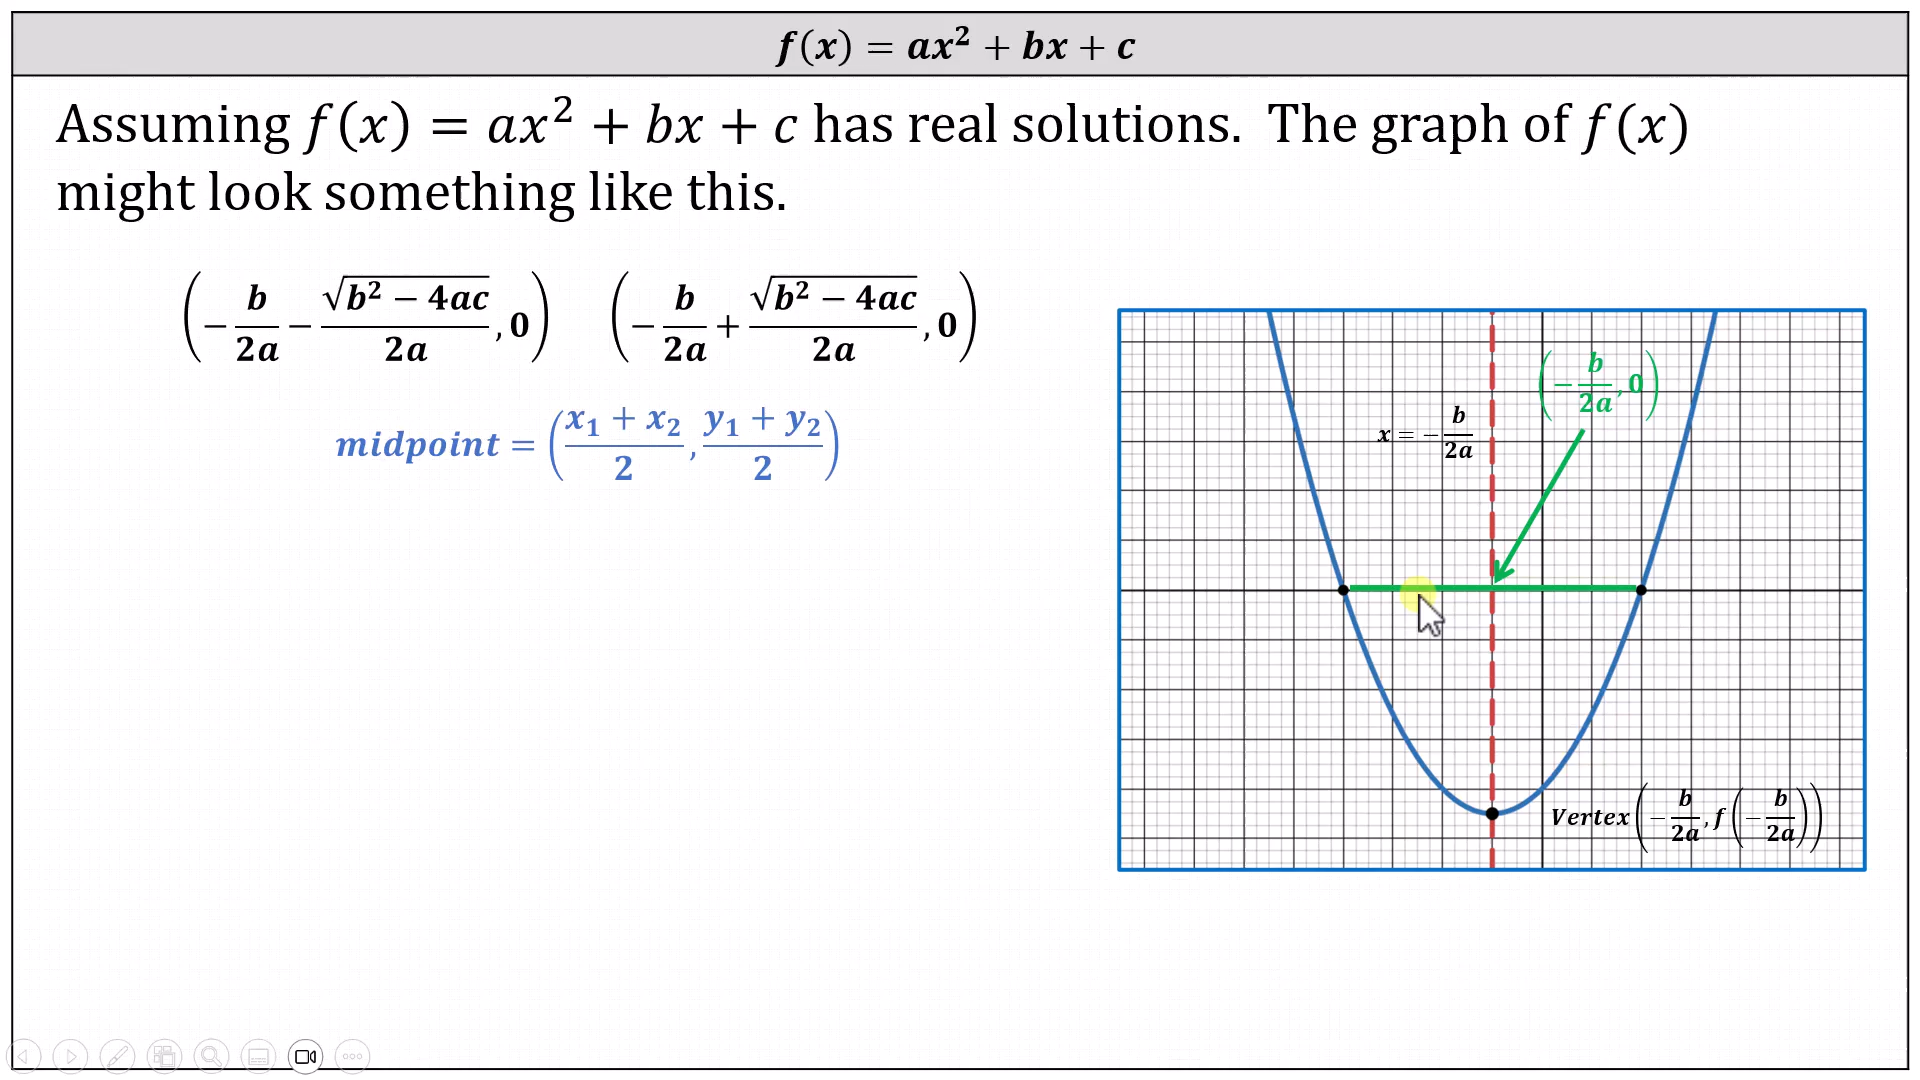 f(x) = ax² + bx + c
Assuming f(x) = ax² + bx + c has real solutions. The graph of f(x)
might look something like this.
(−b/2a − √(b² − 4ac)/2a, 0) (−b/2a + √(b² − 4ac)/2a, 0)
midpoint = ((x₁ + x₂)/2, (y₁ + y₂)/2)
(−b/2a, 0)
x = −b/2a
Vertex(−b/2a, f(−b/2a))